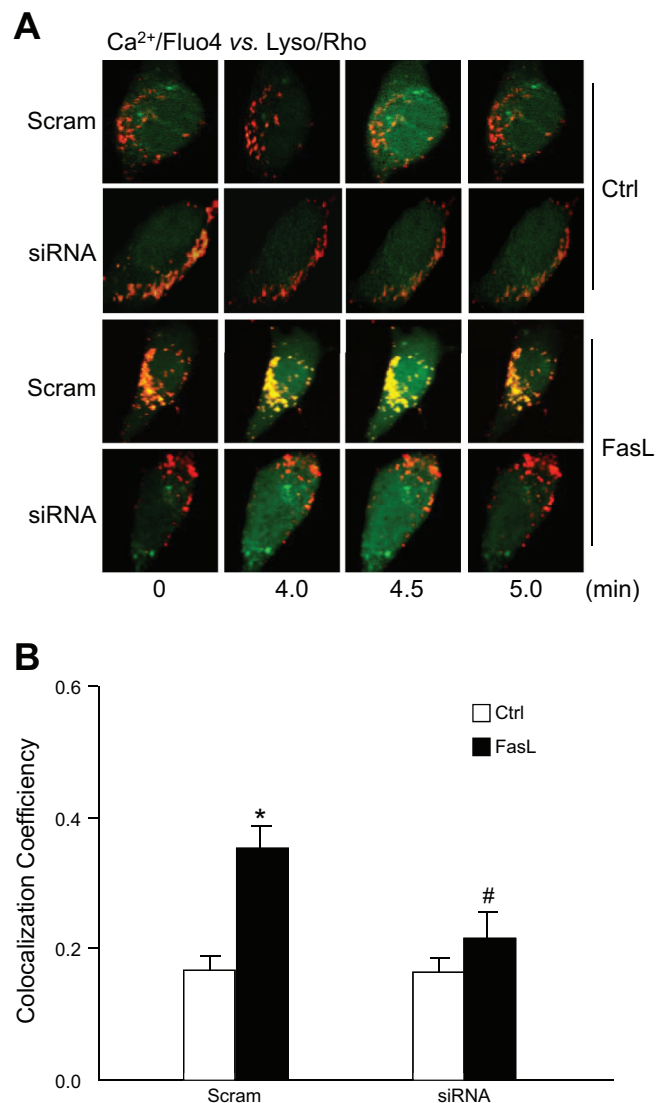 A
Ca²⁺/Fluo4 vs. Lyso/Rho
Scram
siRNA
Ctrl
Scram
siRNA
FasL
0 4.0 4.5 5.0 (min)
B
Colocalization Coefficiency
0.6
0.4
0.2
0.0
Ctrl
FasL
*
#
Scram siRNA